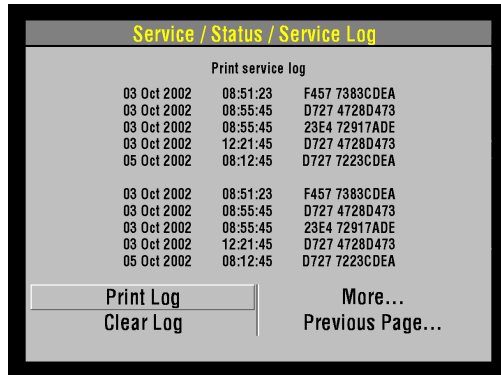 Service / Status / Service Log
Print service log
03 Oct 2002 08:51:23 F457 7383CDEA
03 Oct 2002 08:55:45 D727 4728D473
03 Oct 2002 08:55:45 23E4 72917ADE
03 Oct 2002 12:21:45 D727 4728D473
05 Oct 2002 08:12:45 D727 7223CDEA
03 Oct 2002 08:51:23 F457 7383CDEA
03 Oct 2002 08:55:45 D727 4728D473
03 Oct 2002 08:55:45 23E4 72917ADE
03 Oct 2002 12:21:45 D727 4728D473
05 Oct 2002 08:12:45 D727 7223CDEA
Print Log More...
Clear Log Previous Page...